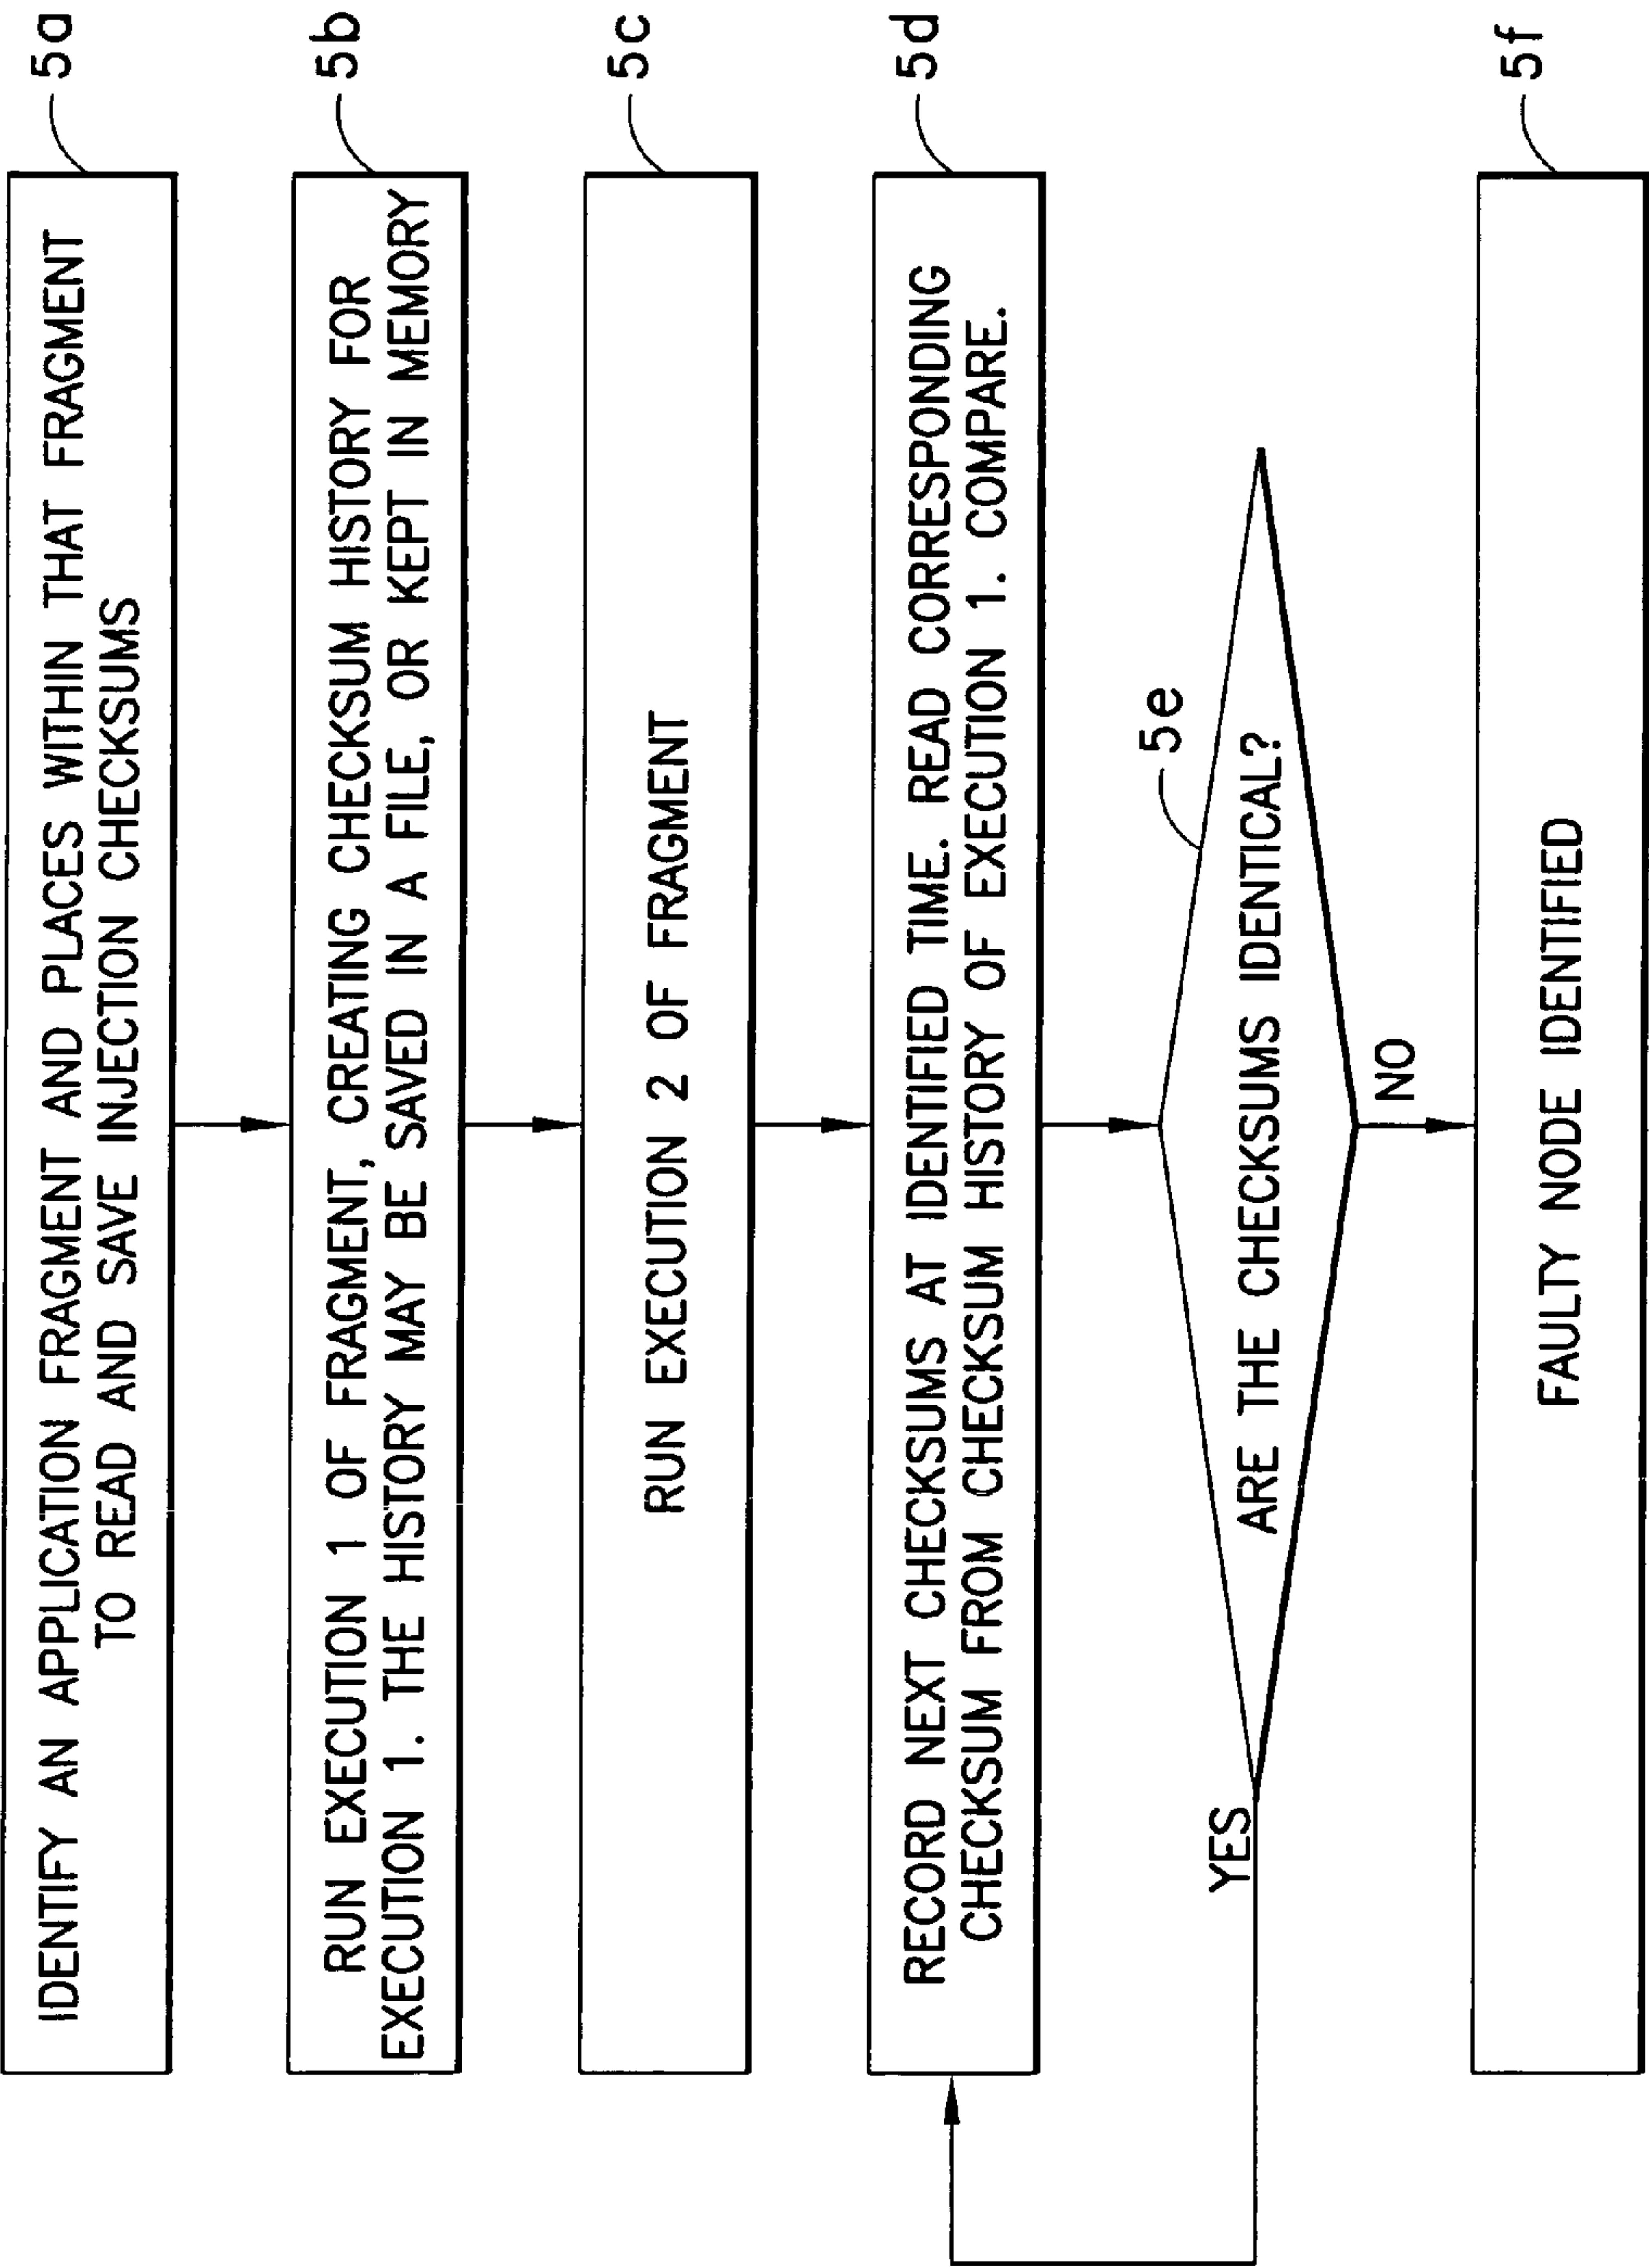 5a
IDENTIFY AN APPLICATION FRAGMENT AND PLACES WITHIN THAT FRAGMENT
TO READ AND SAVE INJECTION CHECKSUMS
5b
RUN EXECUTION 1 OF FRAGMENT, CREATING CHECKSUM HISTORY FOR
EXECUTION 1. THE HISTORY MAY BE SAVED IN A FILE, OR KEPT IN MEMORY
5c
RUN EXECUTION 2 OF FRAGMENT
5d
RECORD NEXT CHECKSUMS AT IDENTIFIED TIME. READ CORRESPONDING
CHECKSUM FROM CHECKSUM HISTORY OF EXECUTION 1. COMPARE.
5e
YES
ARE THE CHECKSUMS IDENTICAL?
NO
5f
FAULTY NODE IDENTIFIED